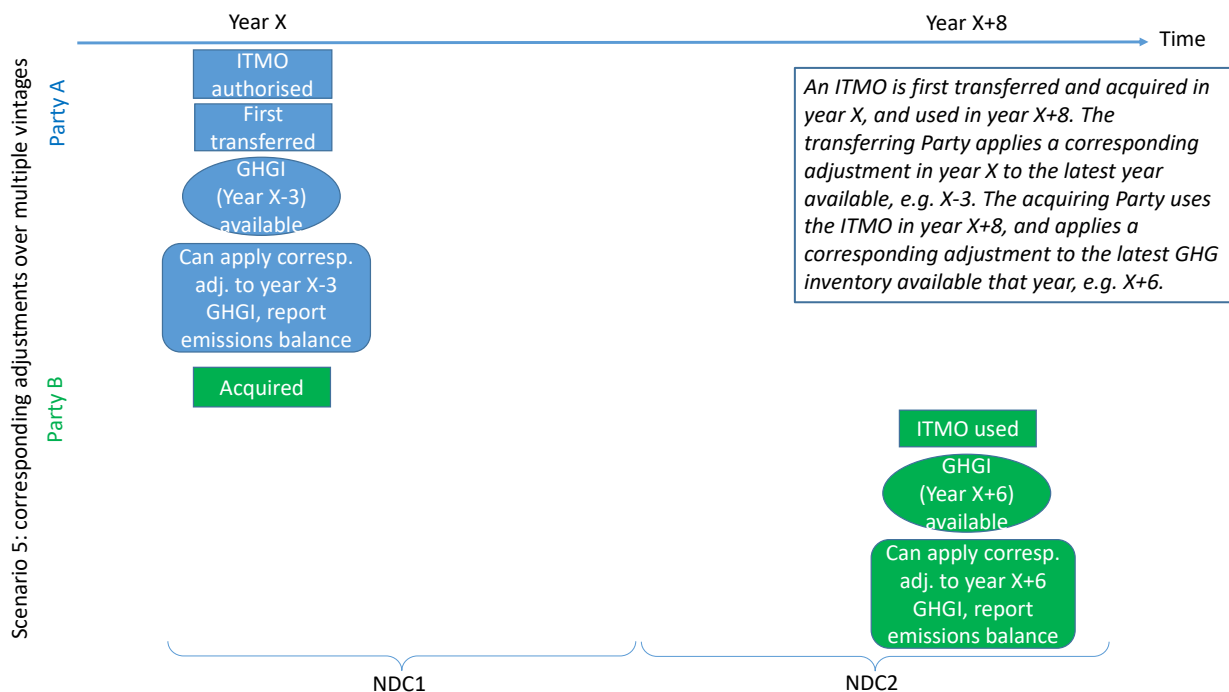 Year X
Year X+8
Time
Scenario 5: corresponding adjustments over multiple vintages
Party A
ITMO
authorised
First
transferred
GHGI
(Year X-3)
available
Can apply corresp.
adj. to year X-3
GHGI, report
emissions balance
An ITMO is first transferred and acquired in
year X, and used in year X+8. The
transferring Party applies a corresponding
adjustment in year X to the latest year
available, e.g. X-3. The acquiring Party uses
the ITMO in year X+8, and applies a
corresponding adjustment to the latest GHG
inventory available that year, e.g. X+6.
Party B
Acquired
ITMO used
GHGI
(Year X+6)
available
Can apply corresp.
adj. to year X+6
GHGI, report
emissions balance
NDC1
NDC2